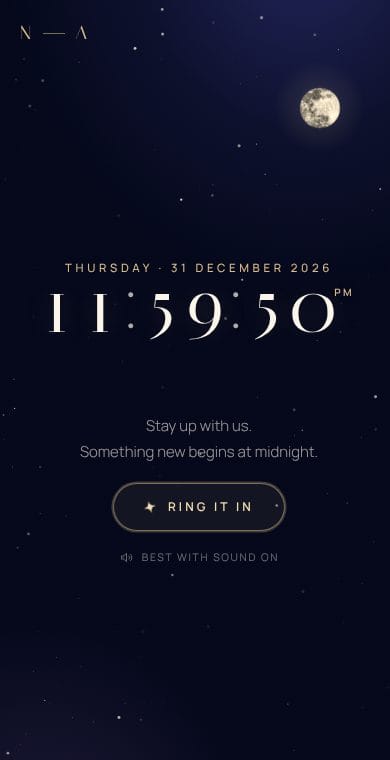 N — A
THURSDAY · 31 DECEMBER 2026
11:59:50 PM
Stay up with us.
Something new begins at midnight.
RING IT IN
BEST WITH SOUND ON